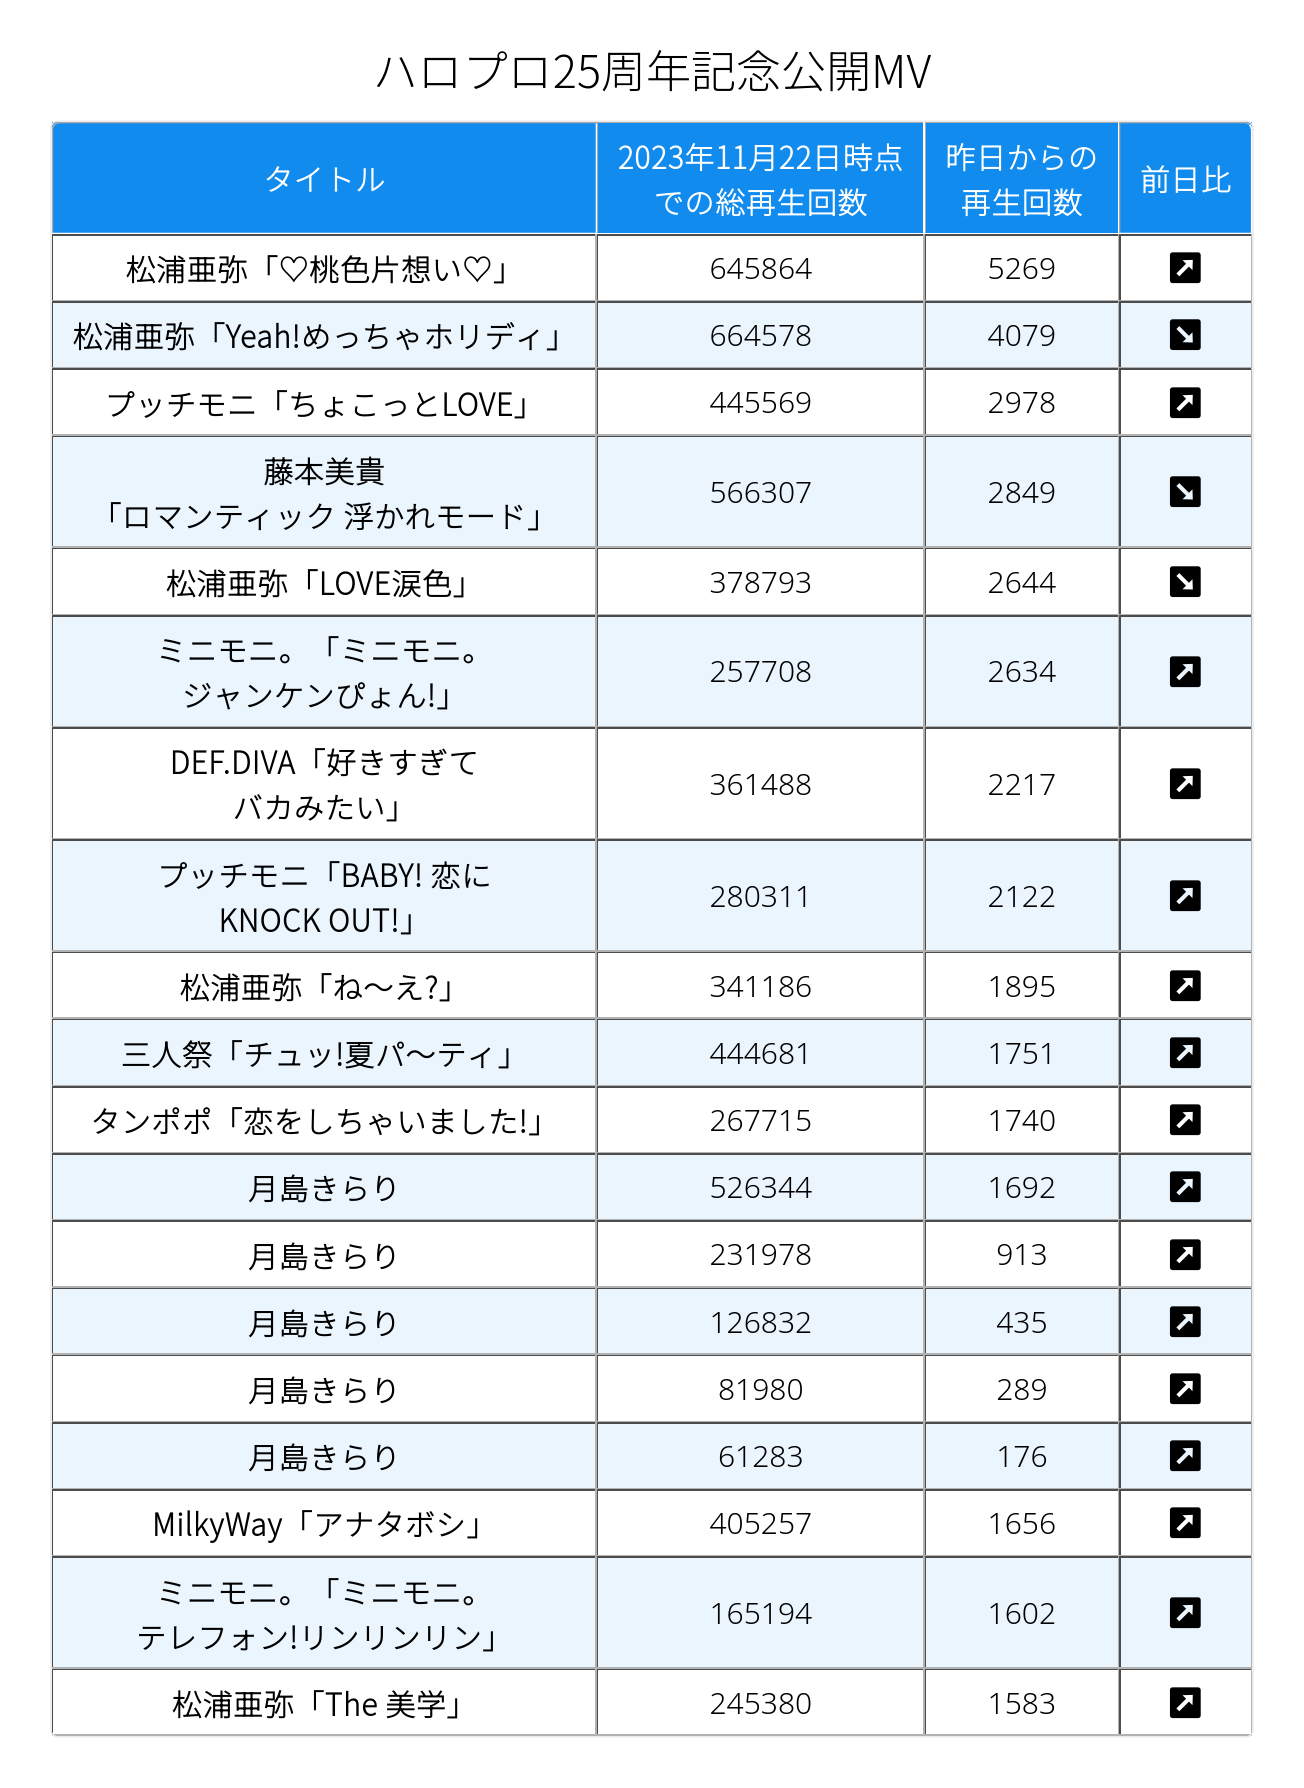 ハロプロ25周年記念公開MV
タイトル
2023年11月22日時点
での総再生回数
昨日からの
再生回数
前日比
松浦亜弥「♡桃色片想い♡」 645864 5269 ↗
松浦亜弥「Yeah!めっちゃホリディ」 664578 4079 ↘
プッチモニ「ちょこっとLOVE」 445569 2978 ↗
藤本美貴
「ロマンティック 浮かれモード」 566307 2849 ↘
松浦亜弥「LOVE涙色」 378793 2644 ↘
ミニモニ。「ミニモニ。
ジャンケンぴょん!」 257708 2634 ↗
DEF.DIVA「好きすぎて
バカみたい」 361488 2217 ↗
プッチモニ「BABY! 恋に
KNOCK OUT!」 280311 2122 ↗
松浦亜弥「ね〜え?」 341186 1895 ↗
三人祭「チュッ!夏パ〜ティ」 444681 1751 ↗
タンポポ「恋をしちゃいました!」 267715 1740 ↗
月島きらり 526344 1692 ↗
月島きらり 231978 913 ↗
月島きらり 126832 435 ↗
月島きらり 81980 289 ↗
月島きらり 61283 176 ↗
MilkyWay「アナタボシ」 405257 1656 ↗
ミニモニ。「ミニモニ。
テレフォン!リンリンリン」 165194 1602 ↗
松浦亜弥「The 美学」 245380 1583 ↗